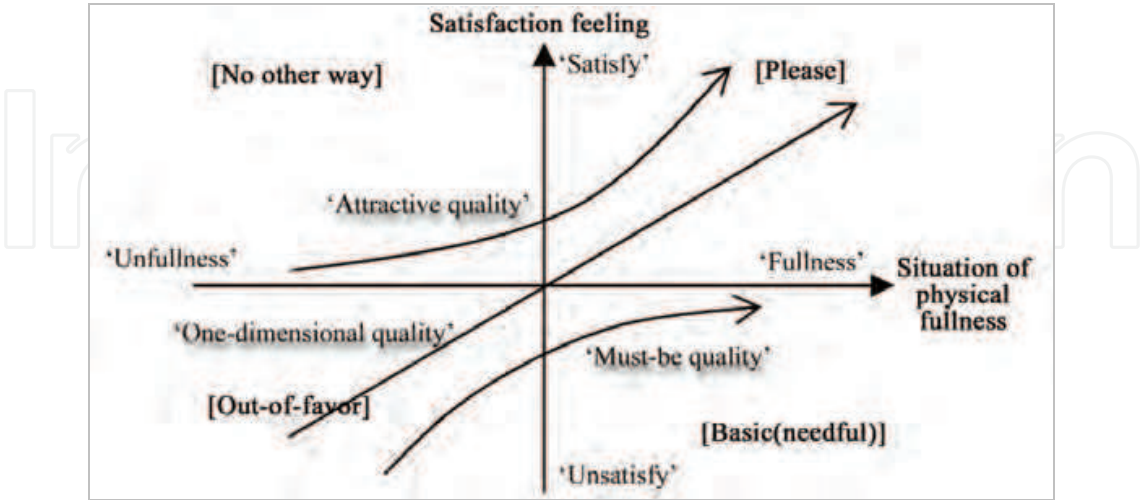 Satisfaction feeling
'Satisfy'
[No other way]
[Please]
'Attractive quality'
'Unfullness'
'Fullness'
Situation of
physical
fullness
'One-dimensional quality'
'Must-be quality'
[Out-of-favor]
[Basic(needful)]
'Unsatisfy'